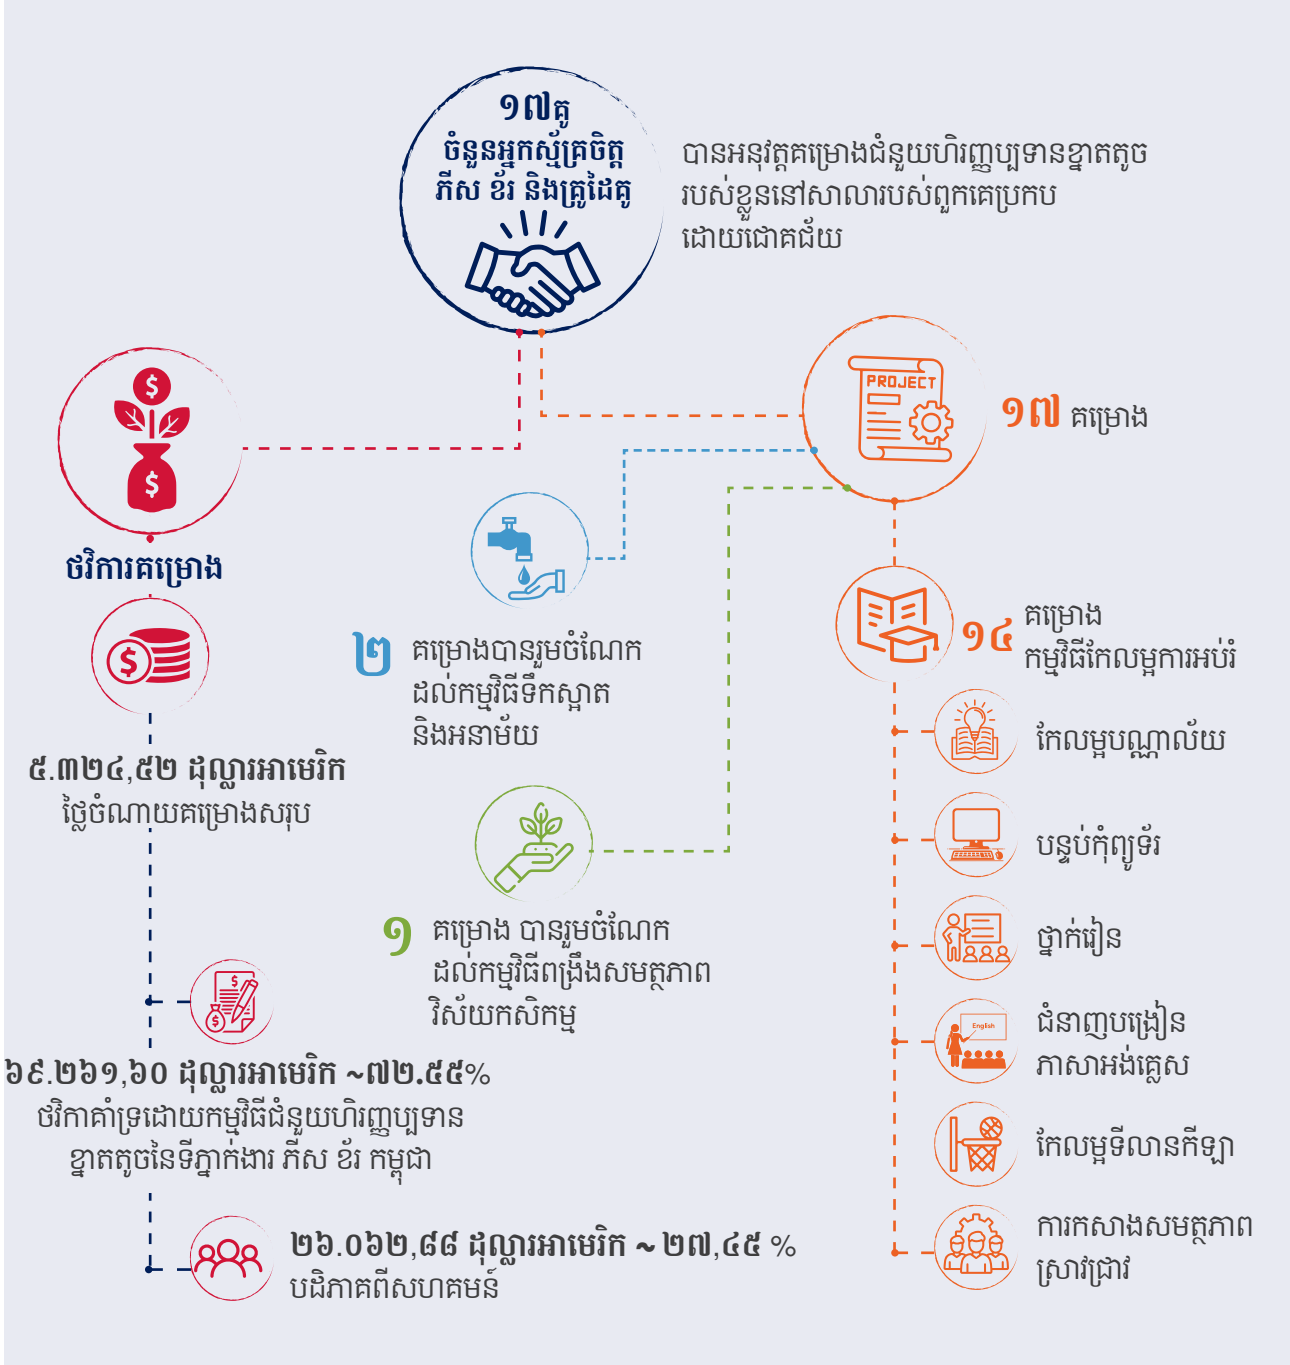 ១៧គូ
ចំនួនអ្នកស្ម័គ្រចិត្ត
ភីស ខ័រ និងគ្រូដៃគូ
បានអនុវត្តគម្រោងជំនួយហិរញ្ញប្បទានខ្នាតតូច
របស់ខ្លួននៅសាលារបស់ពួកគេប្រកប
ដោយជោគជ័យ
PROJECT
១៧ គម្រោង
ថវិការគម្រោង
១៤ គម្រោង
កម្មវិធីកែលម្អការអប់រំ
២ គម្រោងបានរួមចំណែក
ដល់កម្មវិធីទឹកស្អាត
និងអនាម័យ
កែលម្អបណ្ណាល័យ
៥.៣២៤,៥២ ដុល្លារអាមេរិក
ថ្លៃចំណាយគម្រោងសរុប
បន្ទប់កុំព្យូទ័រ
១ គម្រោង បានរួមចំណែក
ដល់កម្មវិធីពង្រឹងសមត្ថភាព
វិស័យកសិកម្ម
ថ្នាក់រៀន
English
ជំនាញបង្រៀន
ភាសាអង់គ្លេស
៦៩.២៦១,៦០ ដុល្លារអាមេរិក ~៧២.៥៥%
ថវិកាគាំទ្រដោយកម្មវិធីជំនួយហិរញ្ញប្បទាន
ខ្នាតតូចនៃទីភ្នាក់ងារ ភីស ខ័រ កម្ពុជា
កែលម្អទីលានកីឡា
២៦.០៦២,៨៨ ដុល្លារអាមេរិក ~ ២៧,៤៥ %
បដិភាគពីសហគមន៍
ការកសាងសមត្ថភាព
ស្រាវជ្រាវ